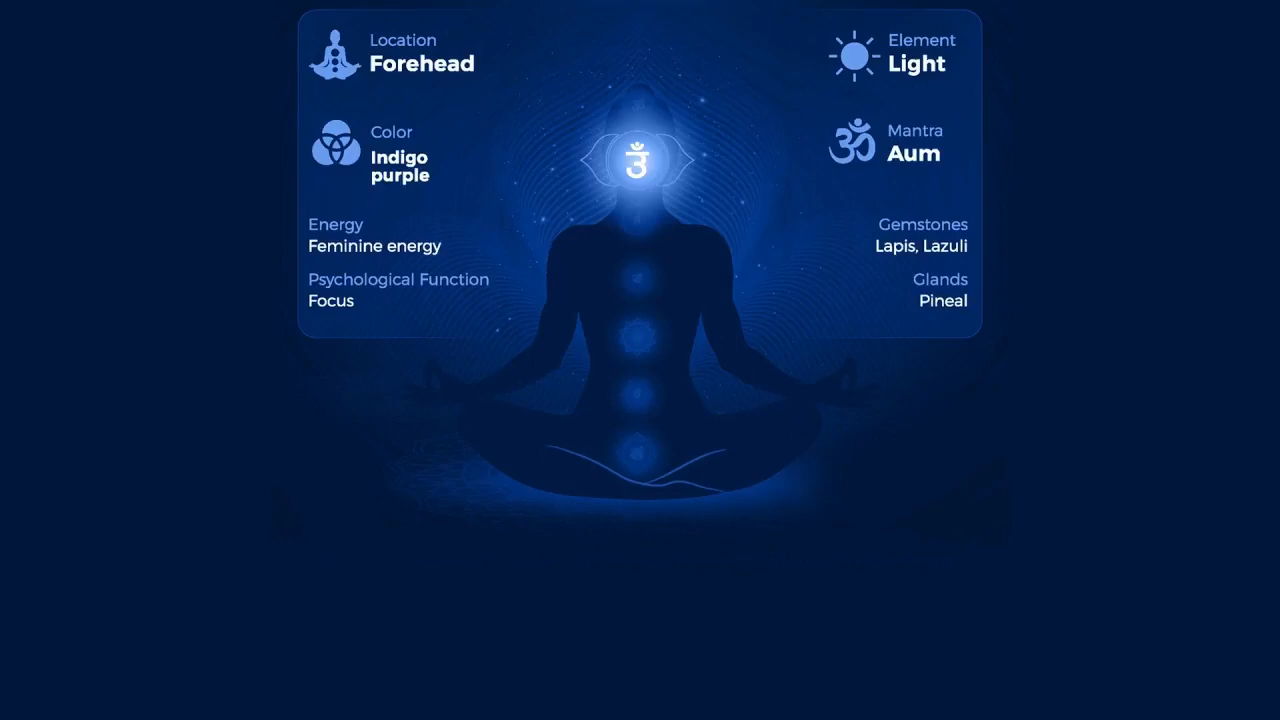 Location
Forehead
Element
Light
Color
Indigo
purple
ॐ
Mantra
Aum
Energy
Feminine energy
Gemstones
Lapis, Lazuli
Psychological Function
Focus
Glands
Pineal